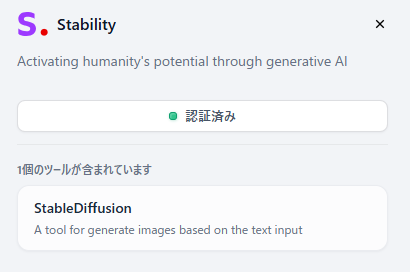 S. Stability
Activating humanity's potential through generative AI
認証済み
1個のツールが含まれています
StableDiffusion
A tool for generate images based on the text input